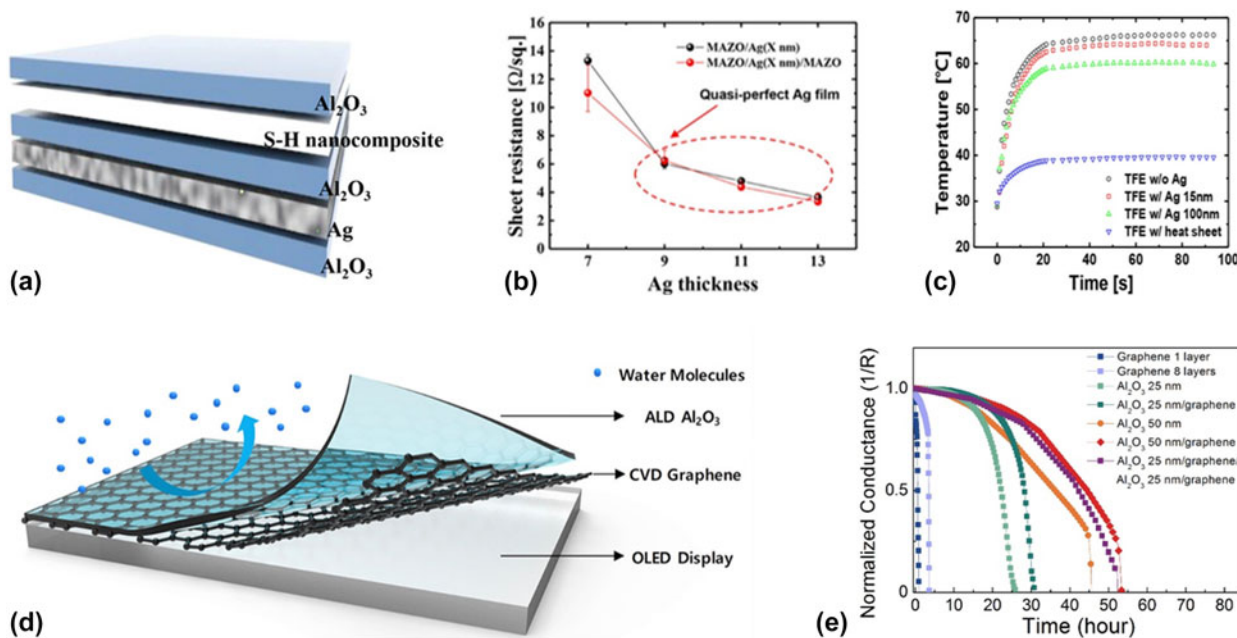 Al₂O₃
S-H nanocomposite
Al₂O₃
Ag
Al₂O₃
(a)
Sheet resistance [Ω/sq.]
16
14
12
10
8
6
4
2
0
MAZO/Ag(X nm)
MAZO/Ag(X nm)/MAZO
Quasi-perfect Ag film
7 9 11 13
Ag thickness
(b)
Temperature [°C]
70
60
50
40
30
20
TFE w/o Ag
TFE w/ Ag 15nm
TFE w/ Ag 100nm
TFE w/ heat sheet
0 20 40 60 80 100
Time [s]
(c)
Water Molecules
ALD Al₂O₃
CVD Graphene
OLED Display
(d)
Normalized Conductance (1/R)
1.0
0.5
0
Graphene 1 layer
Graphene 8 layers
Al₂O₃ 25 nm
Al₂O₃ 25 nm/graphene
Al₂O₃ 50 nm
Al₂O₃ 50 nm/graphene
Al₂O₃ 25 nm/graphene/
Al₂O₃ 25 nm/graphene
0 10 20 30 40 50 60 70 80
Time (hour)
(e)